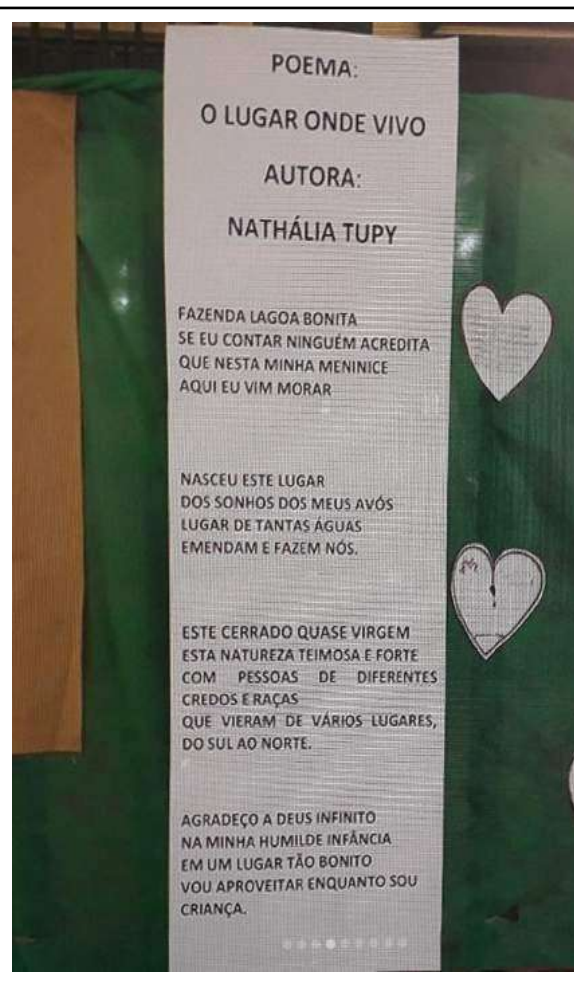 POEMA:
O LUGAR ONDE VIVO
AUTORA:
NATHÁLIA TUPY
FAZENDA LAGOA BONITA
SE EU CONTAR NINGUÉM ACREDITA
QUE NESTA MINHA MENINICE
AQUI EU VIM MORAR
NASCEU ESTE LUGAR
DOS SONHOS DOS MEUS AVÓS
LUGAR DE TANTAS ÁGUAS
EMENDAM E FAZEM NÓS.
ESTE CERRADO QUASE VIRGEM
ESTA NATUREZA TEIMOSA E FORTE
COM PESSOAS DE DIFERENTES
CREDOS E RAÇAS
QUE VIERAM DE VÁRIOS LUGARES,
DO SUL AO NORTE.
AGRADEÇO A DEUS INFINITO
NA MINHA HUMILDE INFÂNCIA
EM UM LUGAR TÃO BONITO
VOU APROVEITAR ENQUANTO SOU
CRIANÇA.